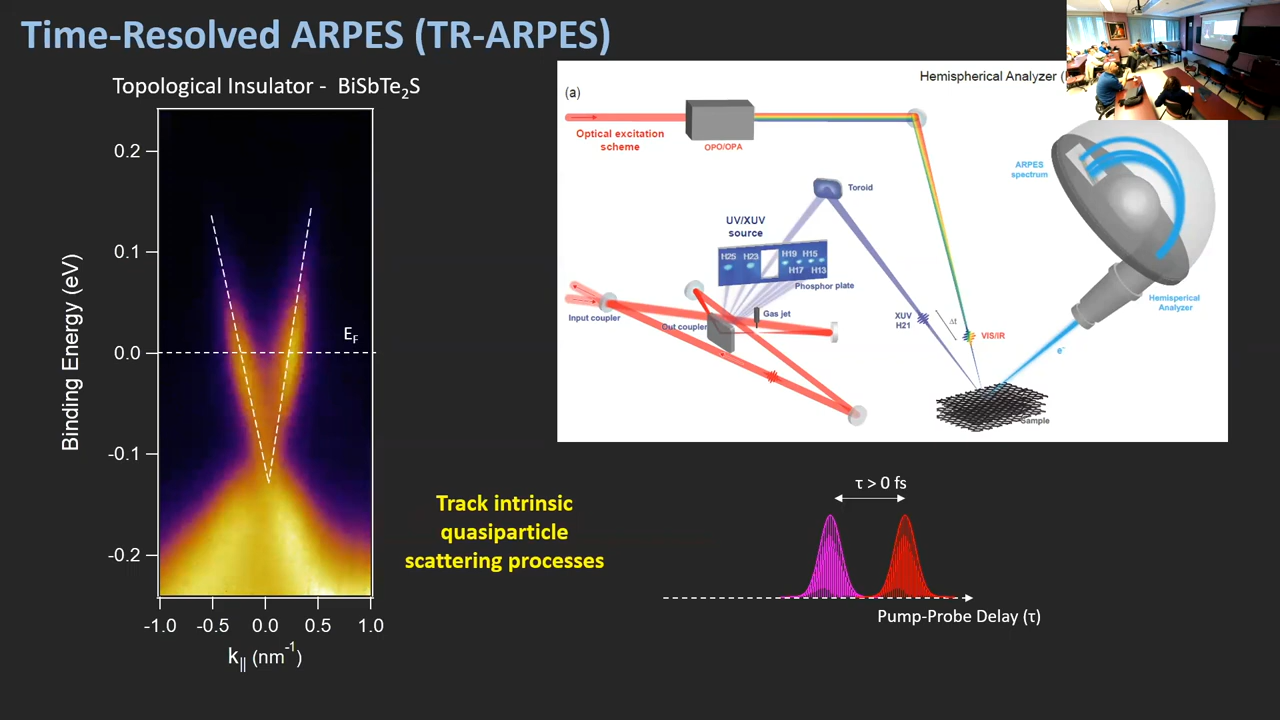 Time-Resolved ARPES (TR-ARPES)
Topological Insulator - BiSbTe2S
0.2
0.1
0.0
-0.1
-0.2
Binding Energy (eV)
EF
-1.0 -0.5 0.0 0.5 1.0
k|| (nm-1)
Track intrinsic
quasiparticle
scattering processes
(a)
Hemispherical Analyzer (
Optical excitation
scheme
OPO/OPA
ARPES
spectrum
Toroid
UV/XUV
source
H25 H23 H19 H15
H17 H13
Phosphor plate
Input coupler
Out coupler
Gas jet
XUV
H21
Δt
VIS/IR
Hemisperical
Analyzer
e-
Sample
τ > 0 fs
Pump-Probe Delay (τ)